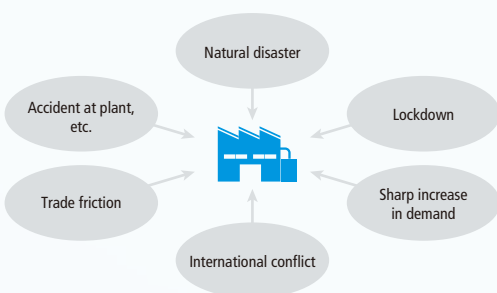 Natural disaster
Accident at plant,
etc.
Lockdown
Trade friction
Sharp increase
in demand
International conflict